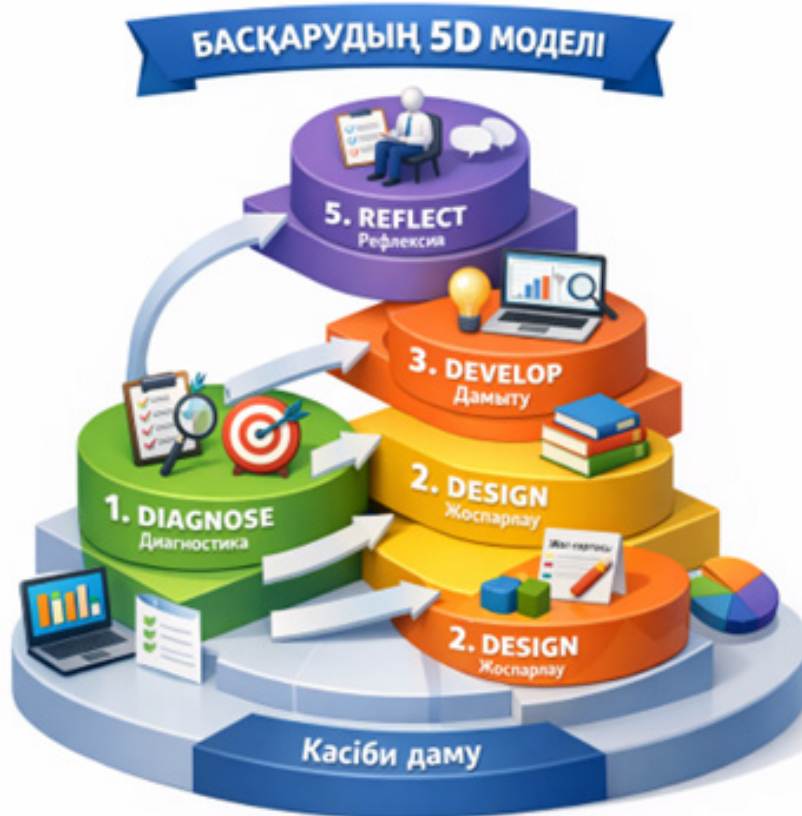 БАСҚАРУДЫҢ 5D МОДЕЛІ
5. REFLECT
Рефлексия
3. DEVELOP
Дамыту
2. DESIGN
Жоспарлау
1. DIAGNOSE
Диагностика
2. DESIGN
Жоспарлау
Касіби даму